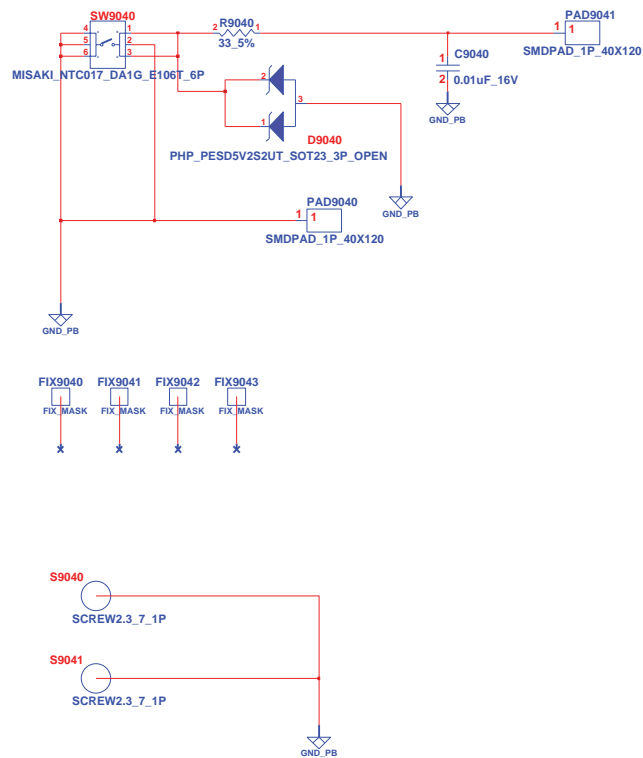 SW9040
4 1
5 2
6 3
MISAKI_NTC017_DA1G_E106T_6P
2 R9040 1
33_5%
PAD9041
1 1
SMDPAD_1P_40X120
C9040
1
2 0.01uF_16V
GND_PB
2
3
1
D9040
PHP_PESD5V2S2UT_SOT23_3P_OPEN
GND_PB
PAD9040
1 1
SMDPAD_1P_40X120
GND_PB
FIX9040 FIX9041 FIX9042 FIX9043
FIX_MASK FIX_MASK FIX_MASK FIX_MASK
S9040
SCREW2.3_7_1P
S9041
SCREW2.3_7_1P
GND_PB